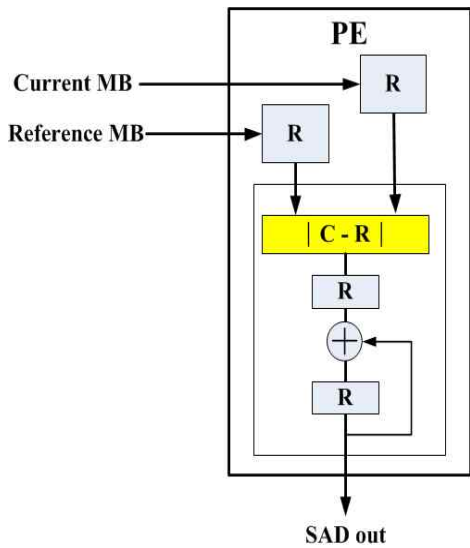 PE
Current MB
R
Reference MB
R
| C - R |
R
+
R
SAD out